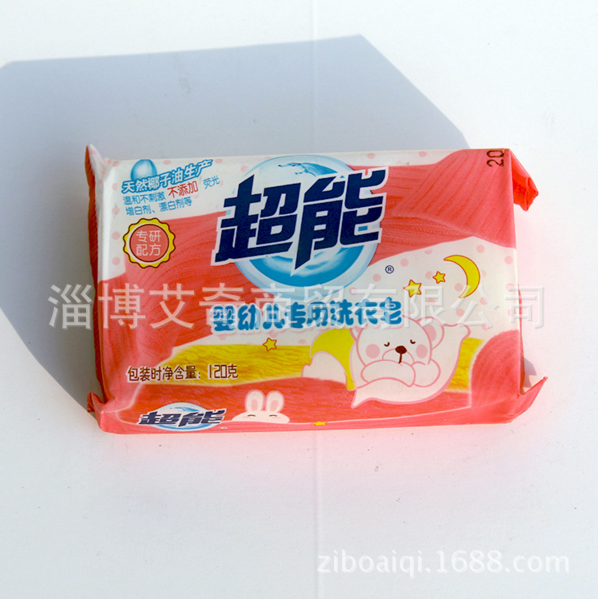 天然椰子油生产
温和不刺激 不添加 荧光
增白剂、漂白剂等
专研
配方
超能
®
20
淄博艾奇商贸有限公司
婴幼儿专用洗衣皂
包装时净含量：120克
超能
ziboaiqi.1688.com